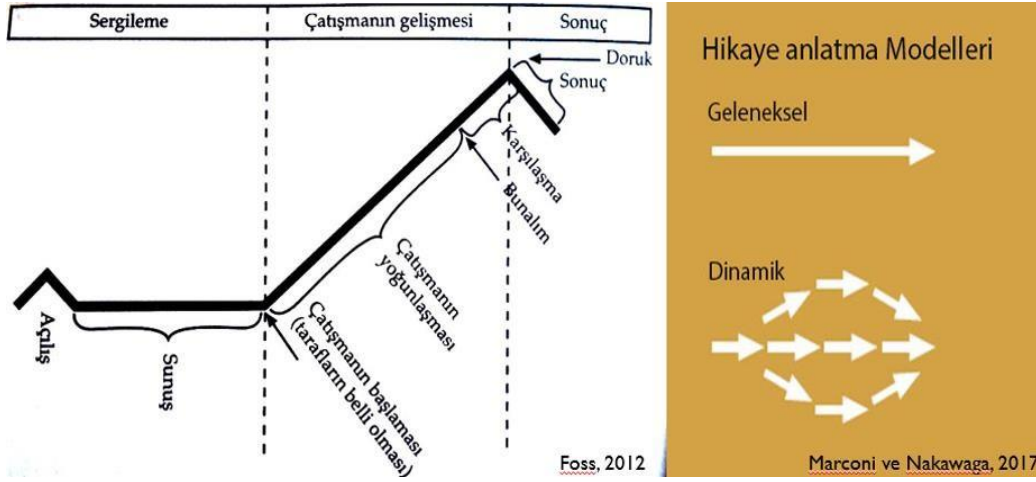 Sergileme
Çatışmanın gelişmesi
Sonuç
Doruk
Sonuç
Karşılaşma
Bunalım
Çatışmanın
yoğunlaşması
Çatışmanın başlaması
(tarafların belli olması)
Açılış
Sunuş
Foss, 2012
Hikaye anlatma Modelleri
Geleneksel
Dinamik
Marconi ve Nakawaga, 2017